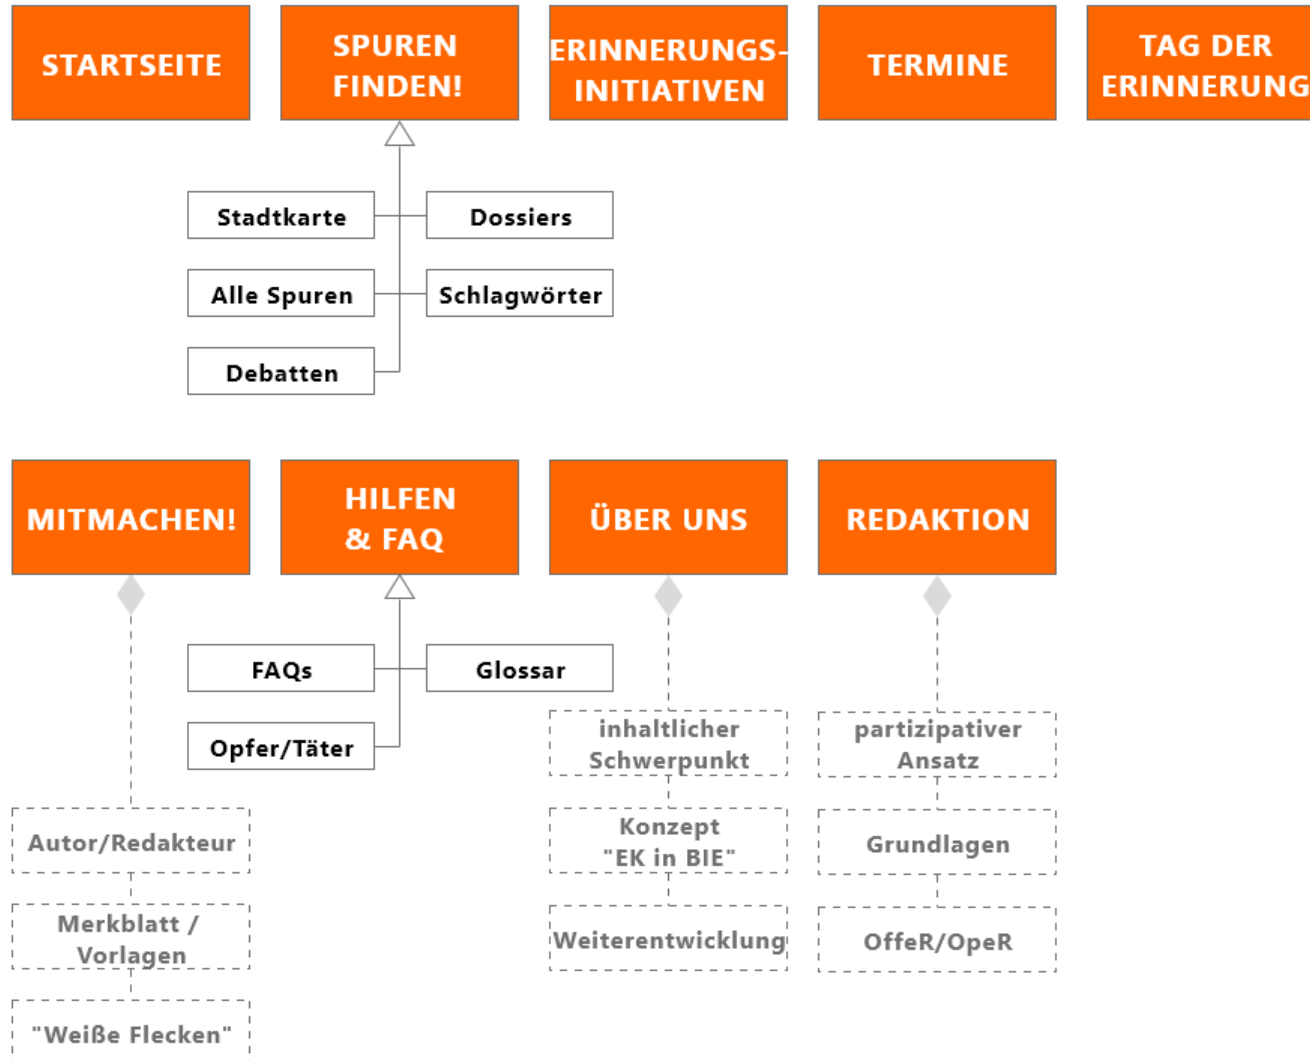 STARTSEITE
SPUREN
FINDEN!
ERINNERUNGS-
INITIATIVEN
TERMINE
TAG DER
ERINNERUNG
Stadtkarte
Dossiers
Alle Spuren
Schlagwörter
Debatten
MITMACHEN!
HILFEN
& FAQ
ÜBER UNS
REDAKTION
FAQs
Glossar
Opfer/Täter
inhaltlicher
Schwerpunkt
partizipativer
Ansatz
Autor/Redakteur
Konzept
"EK in BIE"
Grundlagen
Merkblatt /
Vorlagen
Weiterentwicklung
OffeR/OpeR
"Weiße Flecken"